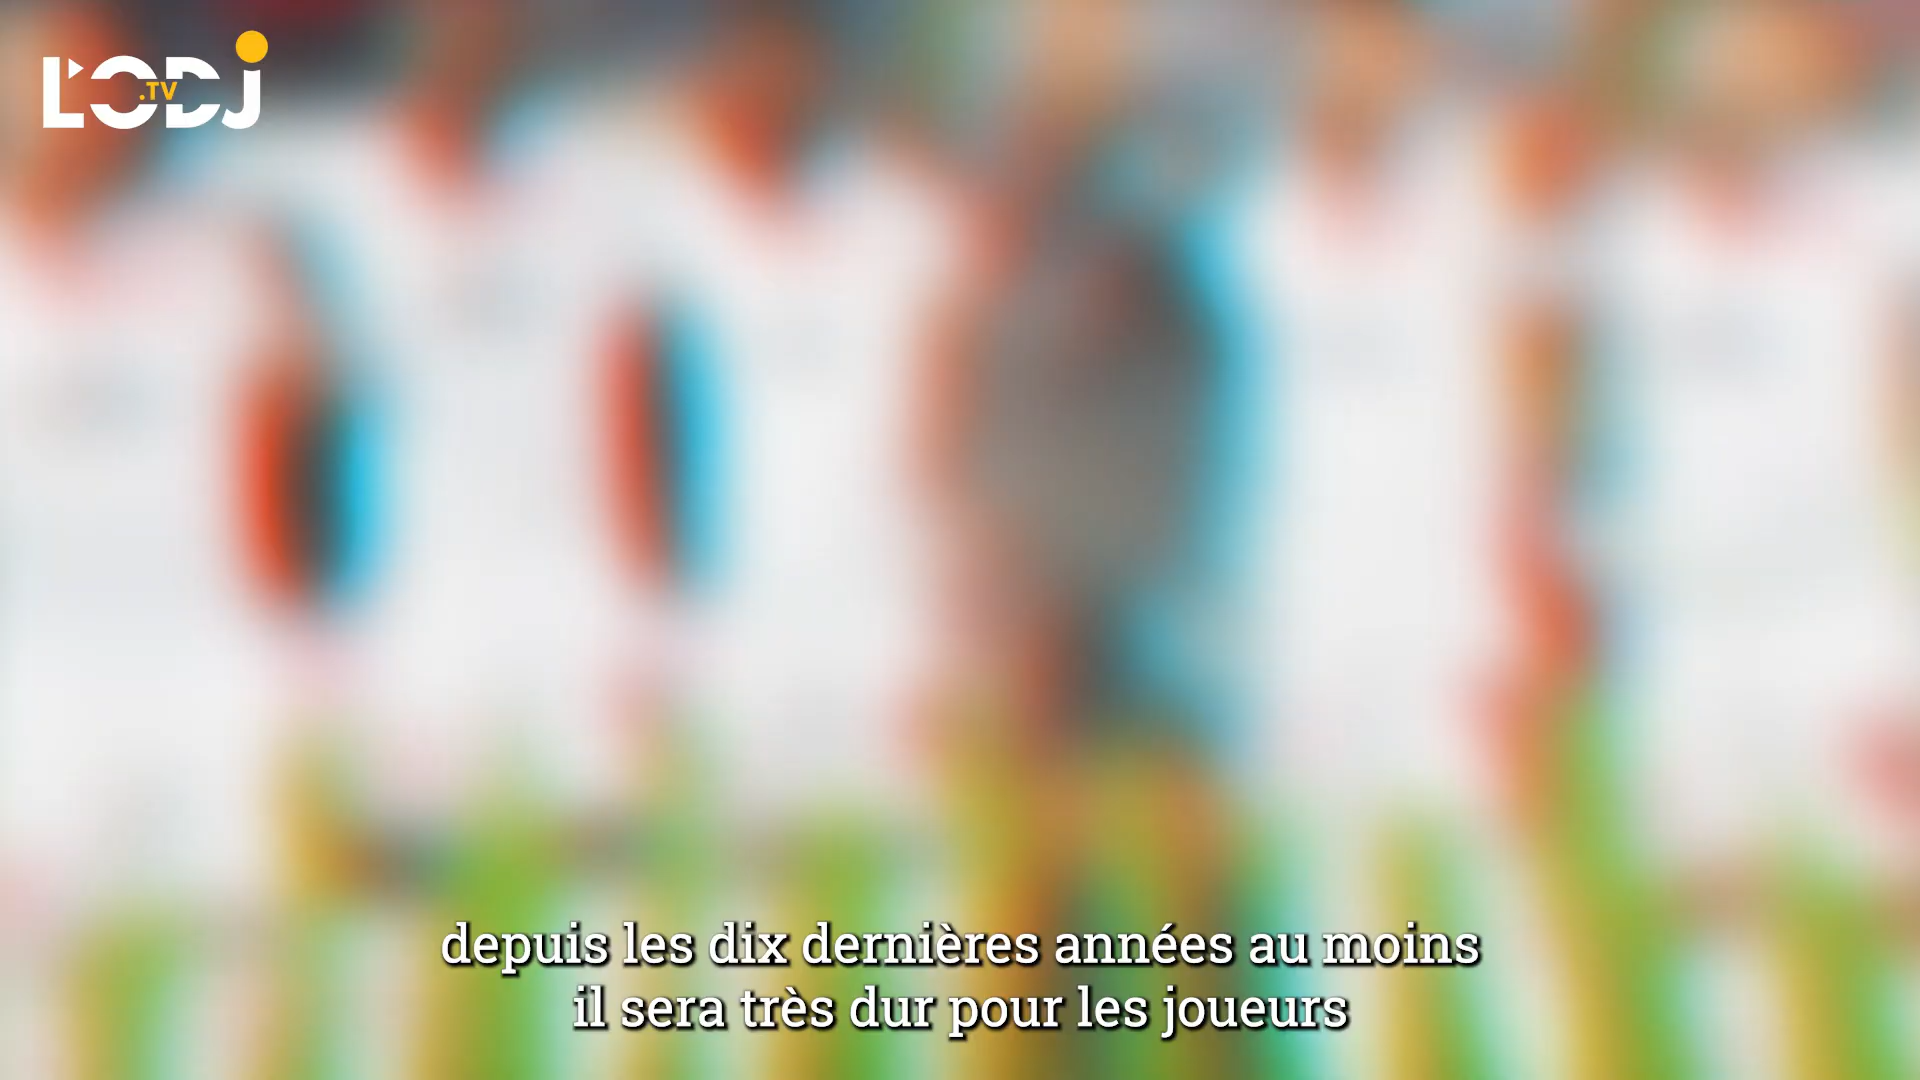 L'ODJ
.TV
depuis les dix dernières années au moins
il sera très dur pour les joueurs